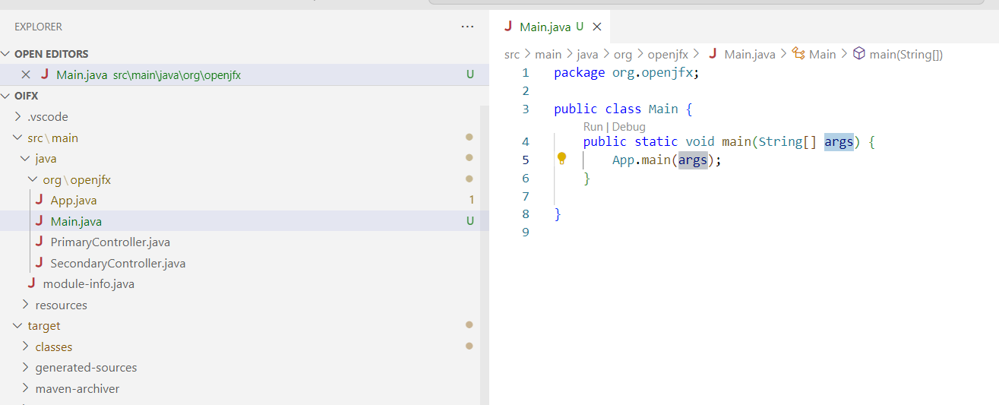 EXPLORER
···
OPEN EDITORS
Main.java src\main\java\org\openjfx U
OIFX
.vscode
src\main
java
org\openjfx
App.java 1
Main.java U
PrimaryController.java
SecondaryController.java
module-info.java
resources
target
classes
generated-sources
maven-archiver
Main.java U
src > main > java > org > openjfx > Main.java > Main > main(String[])
1 package org.openjfx;
2
3 public class Main {
Run | Debug
4 public static void main(String[] args) {
5 App.main(args);
6 }
7
8 }
9